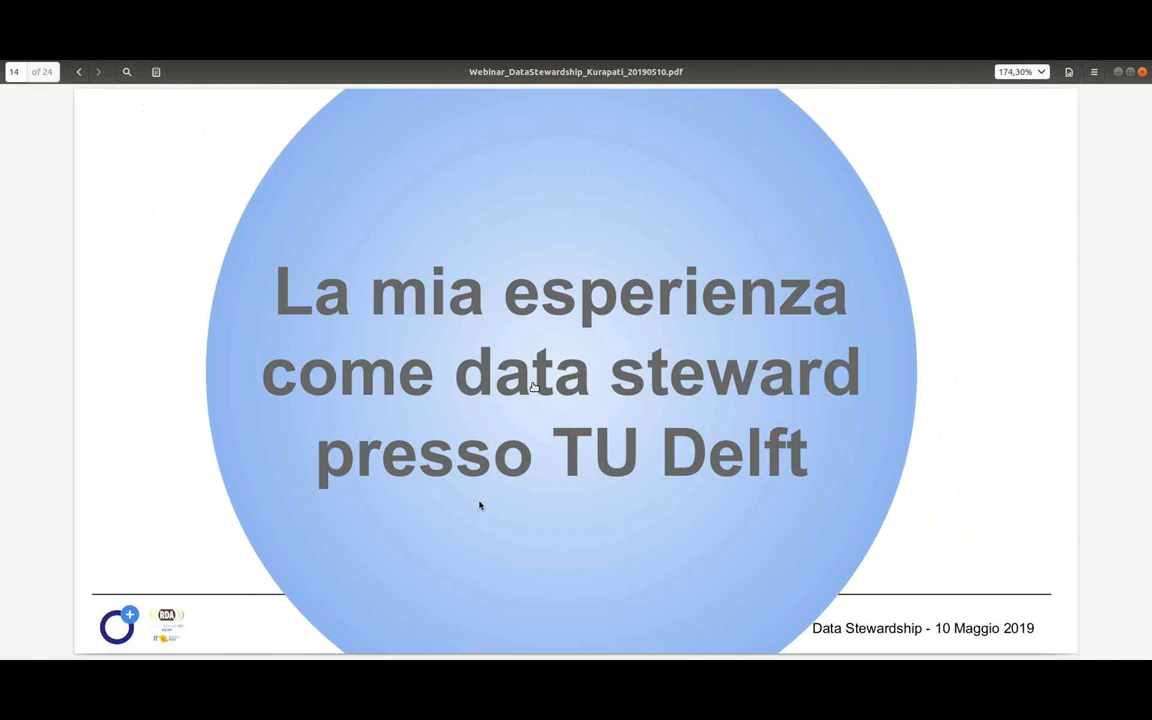 14 of 24
Webinar_DataStewardship_Kurapati_20190510.pdf
174,30%
La mia esperienza
come data steward
presso TU Delft
RDA
IT
Data Stewardship - 10 Maggio 2019